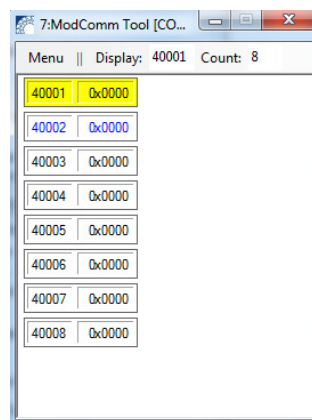 7:ModComm Tool [CO...
Menu || Display: 40001 Count: 8
40001 0x0000
40002 0x0000
40003 0x0000
40004 0x0000
40005 0x0000
40006 0x0000
40007 0x0000
40008 0x0000